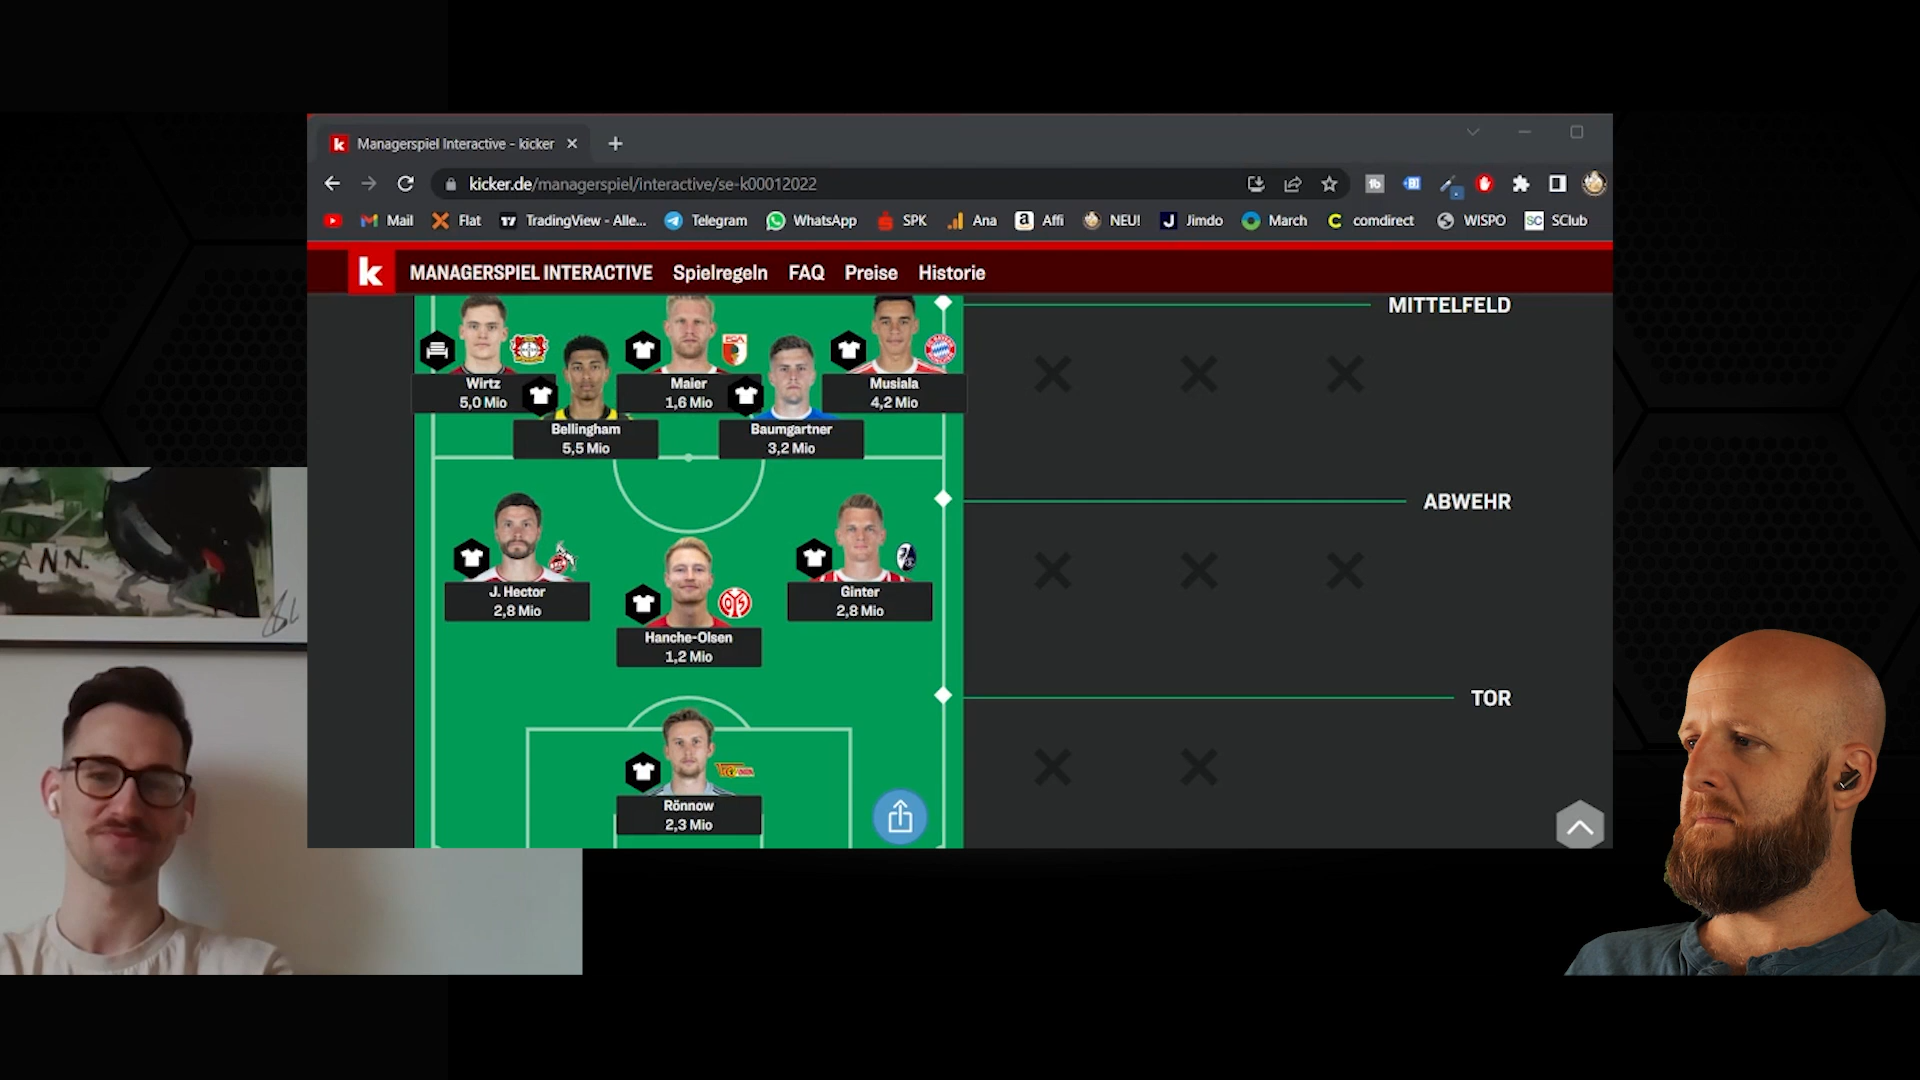 Managerspiel Interactive - kicker
kicker.de/managerspiel/interactive/se-k00012022
Mail Flat TradingView - Alle... Telegram WhatsApp SPK Ana Affi NEU! Jimdo March comdirect WISPO SC SClub
k MANAGERSPIEL INTERACTIVE Spielregeln FAQ Preise Historie
MITTELFELD
Wirtz
5,0 Mio
Maier
1,6 Mio
Musiala
4,2 Mio
Bellingham
5,5 Mio
Baumgartner
3,2 Mio
ABWEHR
J. Hector
2,8 Mio
Ginter
2,8 Mio
Hanche-Olsen
1,2 Mio
TOR
Rönnow
2,3 Mio
ANN.